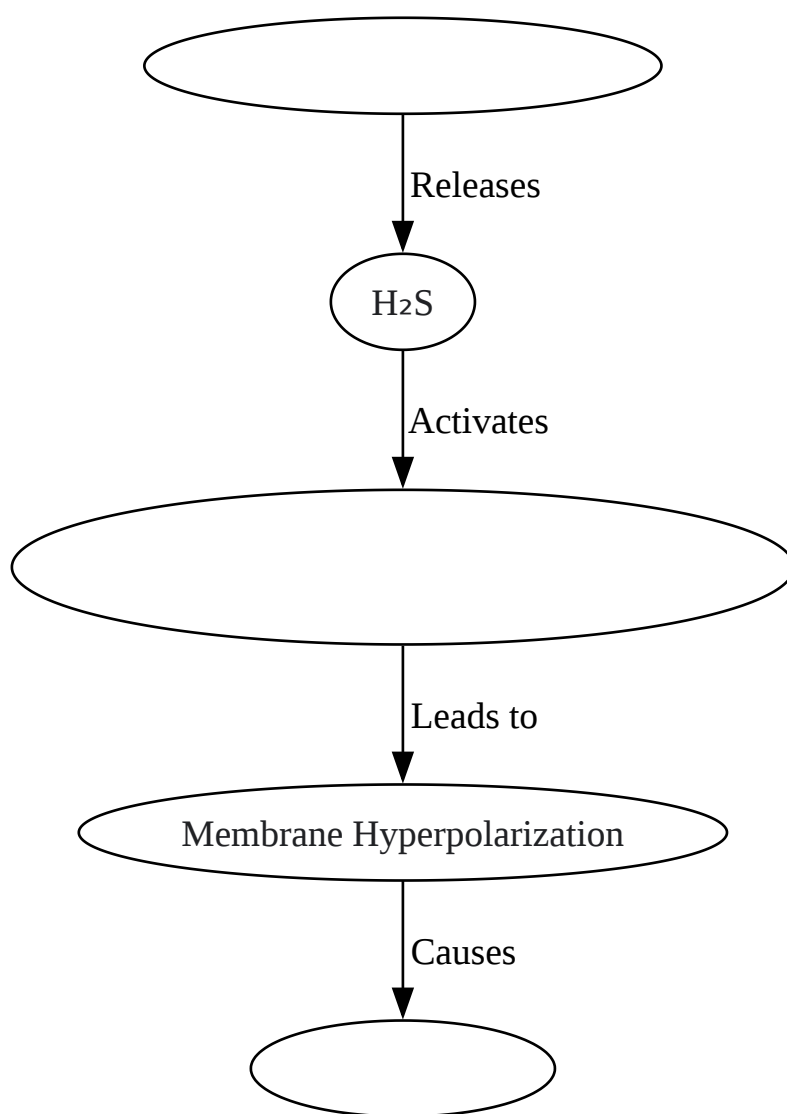 Releases
H₂S
Activates
Leads to
Membrane Hyperpolarization
Causes